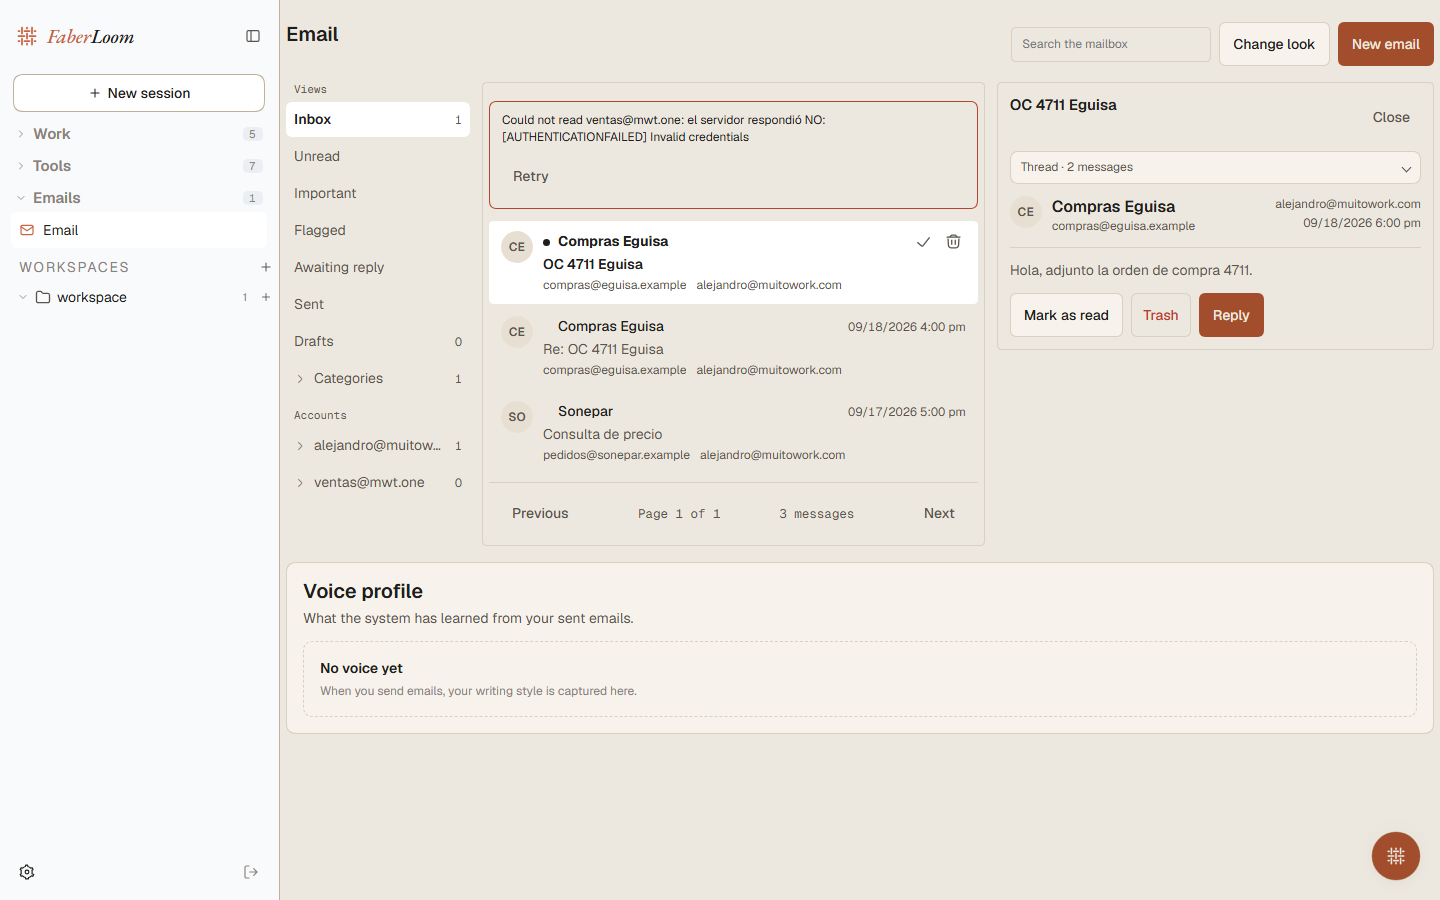 FaberLoom
New session
Work 5
Tools 7
Emails 1
Email
WORKSPACES
workspace 1
Email
Search the mailbox
Change look
New email
Views
Inbox 1
Unread
Important
Flagged
Awaiting reply
Sent
Drafts 0
Categories 1
Accounts
alejandro@muitow... 1
ventas@mwt.one 0
Could not read ventas@mwt.one: el servidor respondió NO:
[AUTHENTICATIONFAILED] Invalid credentials
Retry
CE Compras Eguisa
OC 4711 Eguisa
compras@eguisa.example alejandro@muitowork.com
CE Compras Eguisa 09/18/2026 4:00 pm
Re: OC 4711 Eguisa
compras@eguisa.example alejandro@muitowork.com
SO Sonepar 09/17/2026 5:00 pm
Consulta de precio
pedidos@sonepar.example alejandro@muitowork.com
Previous Page 1 of 1 3 messages Next
OC 4711 Eguisa
Close
Thread · 2 messages
CE Compras Eguisa alejandro@muitowork.com
compras@eguisa.example 09/18/2026 6:00 pm
Hola, adjunto la orden de compra 4711.
Mark as read Trash Reply
Voice profile
What the system has learned from your sent emails.
No voice yet
When you send emails, your writing style is captured here.